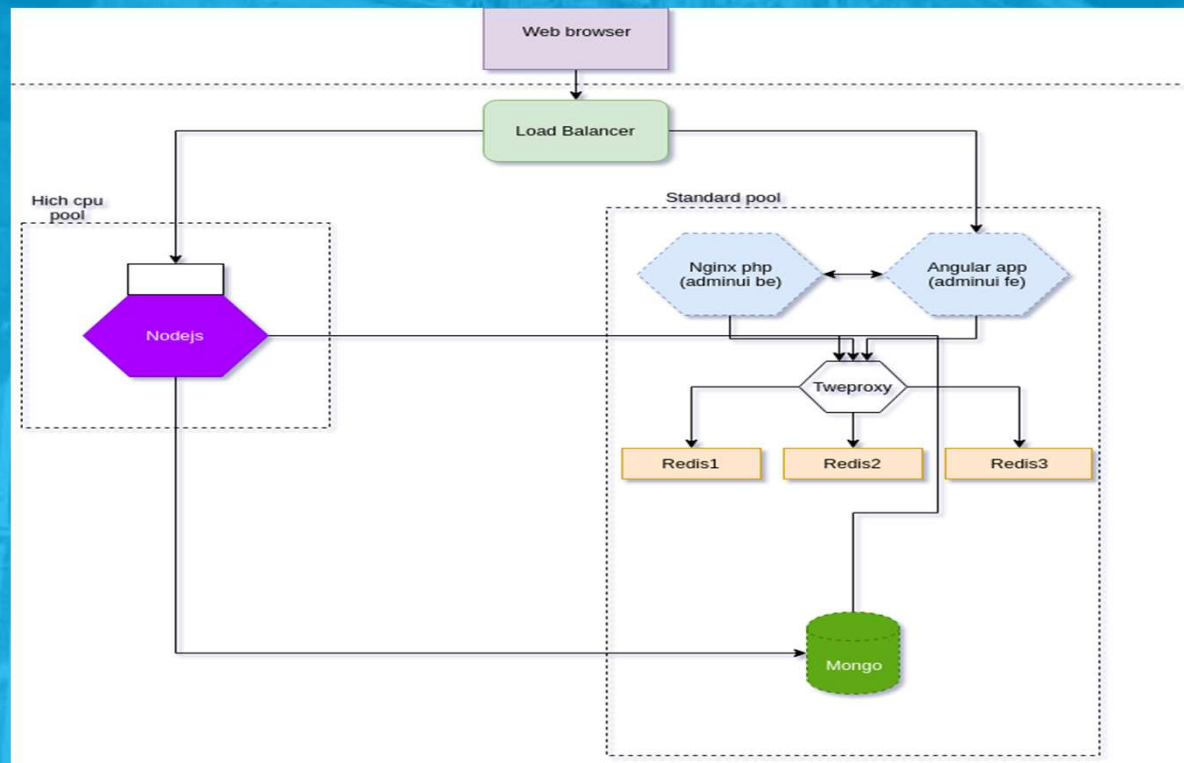 Web browser
Load Balancer
Hich cpu
pool
Standard pool
Nginx php
(adminui be)
Angular app
(adminui fe)
Nodejs
Tweproxy
Redis1
Redis2
Redis3
Mongo